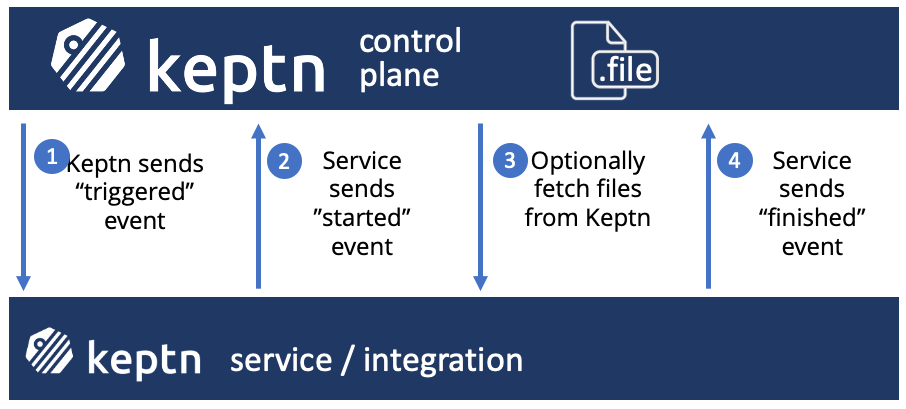 keptn
control
plane
.file
1
Keptn sends
“triggered”
event
2
Service
sends
”started”
event
3
Optionally
fetch files
from Keptn
4
Service
sends
“finished”
event
keptn
service / integration